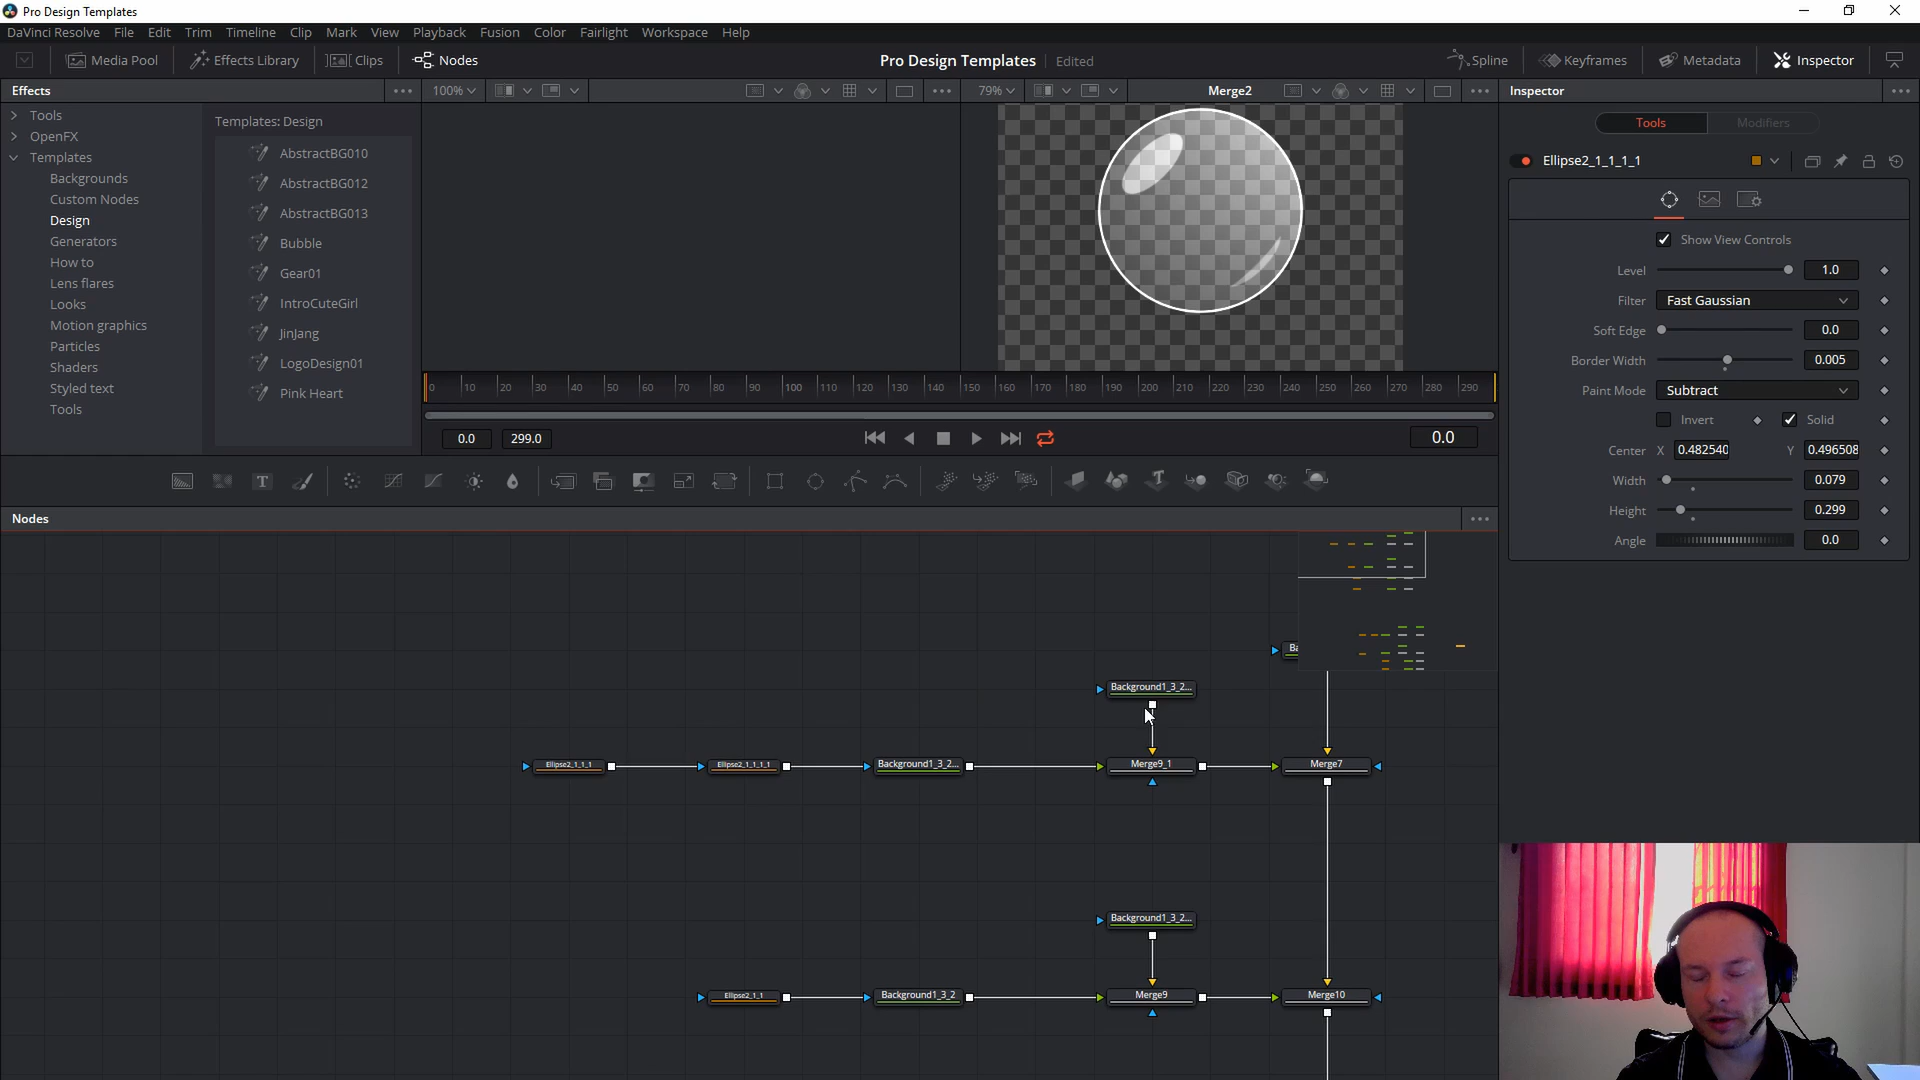 Pro Design Templates
DaVinci Resolve File Edit Trim Timeline Clip Mark View Playback Fusion Color Fairlight Workspace Help
Media Pool Effects Library Clips Nodes Pro Design Templates Edited Spline Keyframes Metadata Inspector
Effects 100% 79% Merge2 Inspector
Tools
OpenFX
Templates
Backgrounds
Custom Nodes
Design
Generators
How to
Lens flares
Looks
Motion graphics
Particles
Shaders
Styled text
Tools
Templates: Design
AbstractBG010
AbstractBG012
AbstractBG013
Bubble
Gear01
IntroCuteGirl
JinJang
LogoDesign01
Pink Heart
0 10 20 30 40 50 60 70 80 90 100 110 120 130 140 150 160 170 180 190 200 210 220 230 240 250 260 270 280 290
0.0 299.0 0.0
Tools Modifiers
Ellipse2_1_1_1_1
Show View Controls
Level 1.0
Filter Fast Gaussian
Soft Edge 0.0
Border Width 0.005
Paint Mode Subtract
Invert Solid
Center X 0.482540 Y 0.496508
Width 0.079
Height 0.299
Angle 0.0
Nodes
Ba
Background1_3_2...
Ellipse2_1_1_1 Ellipse2_1_1_1_1 Background1_3_2... Merge9_1 Merge7
Background1_3_2...
Ellipse2_1_1 Background1_3_2 Merge9 Merge10